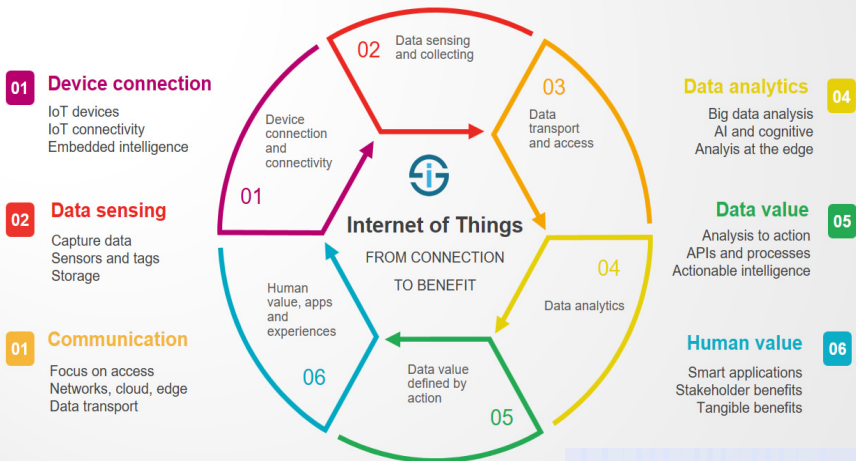 01 Device connection
IoT devices
IoT connectivity
Embedded intelligence
02 Data sensing
Capture data
Sensors and tags
Storage
01 Communication
Focus on access
Networks, cloud, edge
Data transport
01
Device
connection
and
connectivity
02
Data sensing
and collecting
03
Data
transport
and access
04
Data analytics
05
Data value
defined by
action
06
Human
value, apps
and
experiences
Internet of Things
FROM CONNECTION
TO BENEFIT
Data analytics 04
Big data analysis
AI and cognitive
Analyis at the edge
Data value 05
Analysis to action
APIs and processes
Actionable intelligence
Human value 06
Smart applications
Stakeholder benefits
Tangible benefits